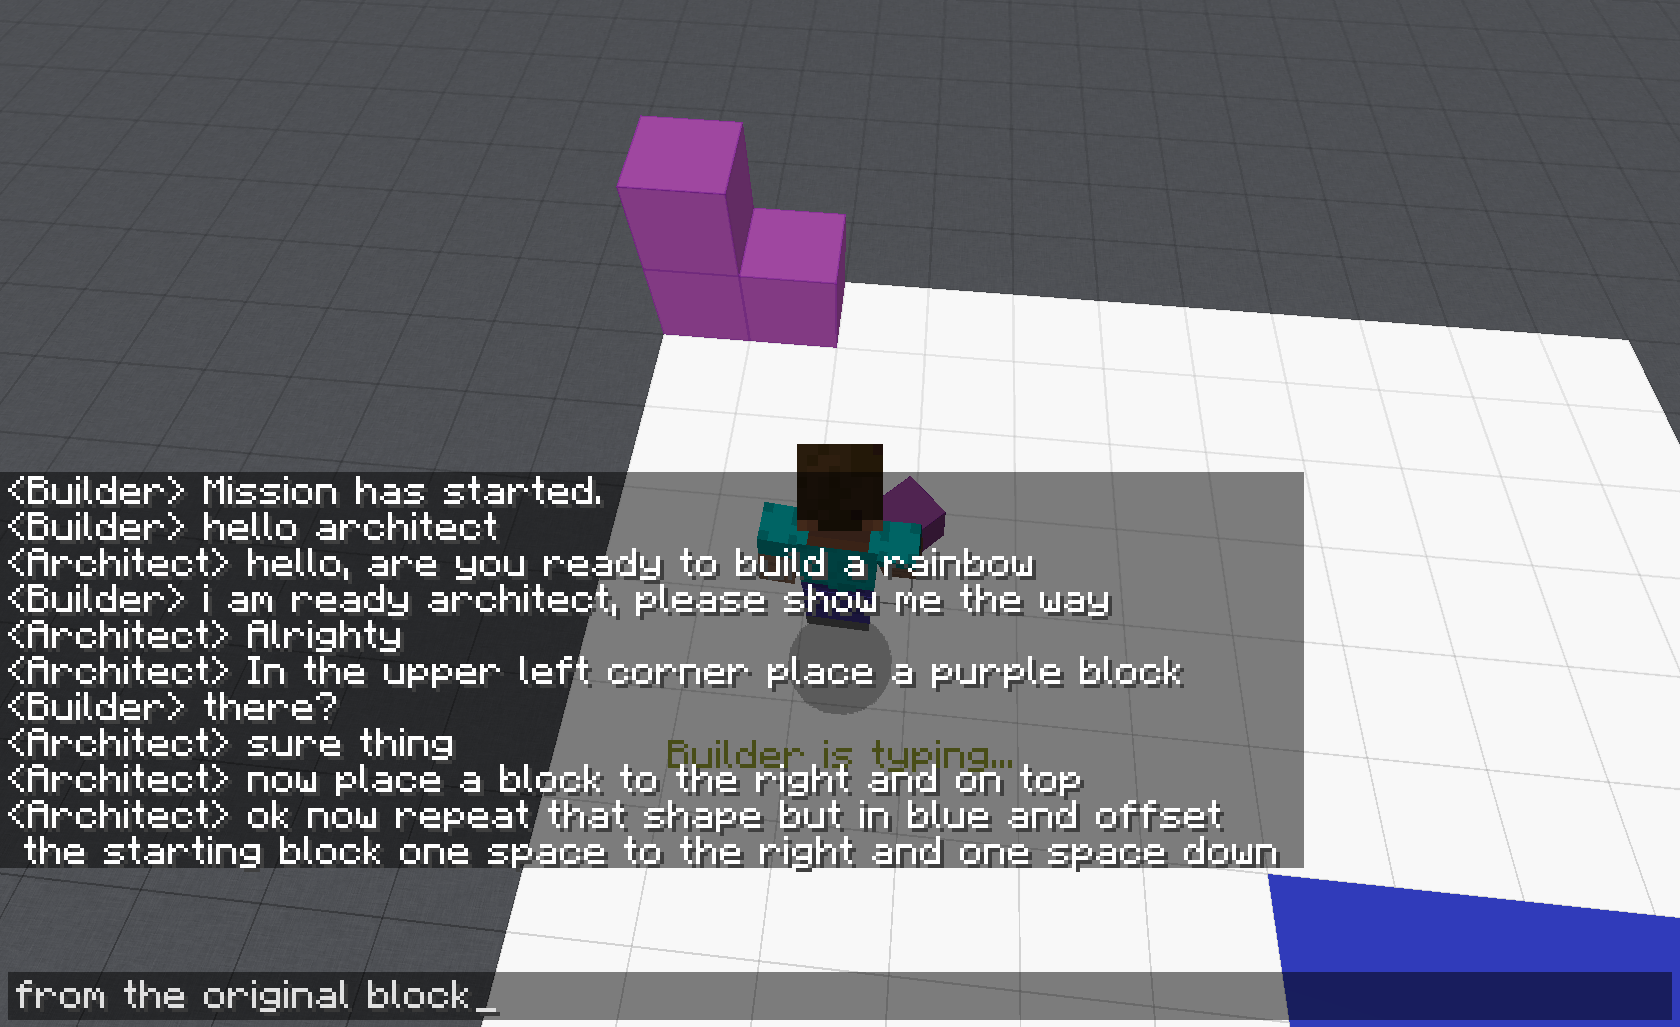 <Builder> Mission has started.
<Builder> hello architect
<Architect> hello, are you ready to build a rainbow
<Builder> i am ready architect, please show me the way
<Architect> Alrighty
<Architect> In the upper left corner place a purple block
<Builder> there?
<Architect> sure thing
Builder is typing...
<Architect> now place a block to the right and on top
<Architect> ok now repeat that shape but in blue and offset
the starting block one space to the right and one space down
from the original block_